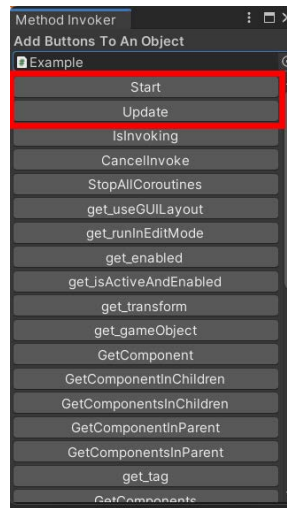 Method Invoker
Add Buttons To An Object
Example
Start
Update
IsInvoking
CancelInvoke
StopAllCoroutines
get_useGUILayout
get_runInEditMode
get_enabled
get_isActiveAndEnabled
get_transform
get_gameObject
GetComponent
GetComponentInChildren
GetComponentsInChildren
GetComponentInParent
GetComponentsInParent
get_tag
GetComponents